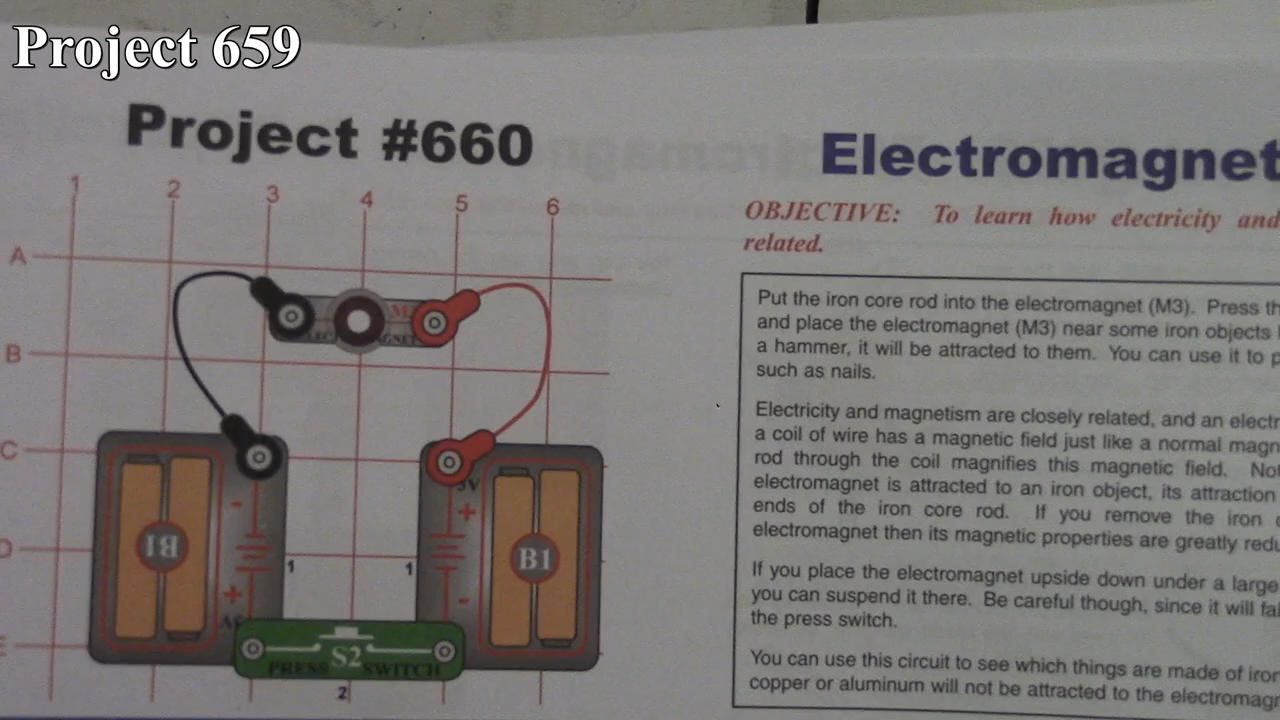 Project 659
Project #660
Electromagnet
OBJECTIVE: To learn how electricity and
related.
1 2 3 4 5 6
A
B
C
D
E
Put the iron core rod into the electromagnet (M3). Press
and place the electromagnet (M3) near some iron objects
a hammer, it will be attracted to them. You can use it to
such as nails.
Electricity and magnetism are closely related, and an
a coil of wire has a magnetic field just like a normal
rod through the coil magnifies this magnetic field.
electromagnet is attracted to an iron object, its attraction
ends of the iron core rod. If you remove the iron
electromagnet then its magnetic properties are greatly
If you place the electromagnet upside down under a large
you can suspend it there. Be careful though, since it will
the press switch.
You can use this circuit to see which things are made of iron
copper or aluminum will not be attracted to the
3V
B1
B1
- +
+ -
1 1
S2
PRESS SWITCH
2